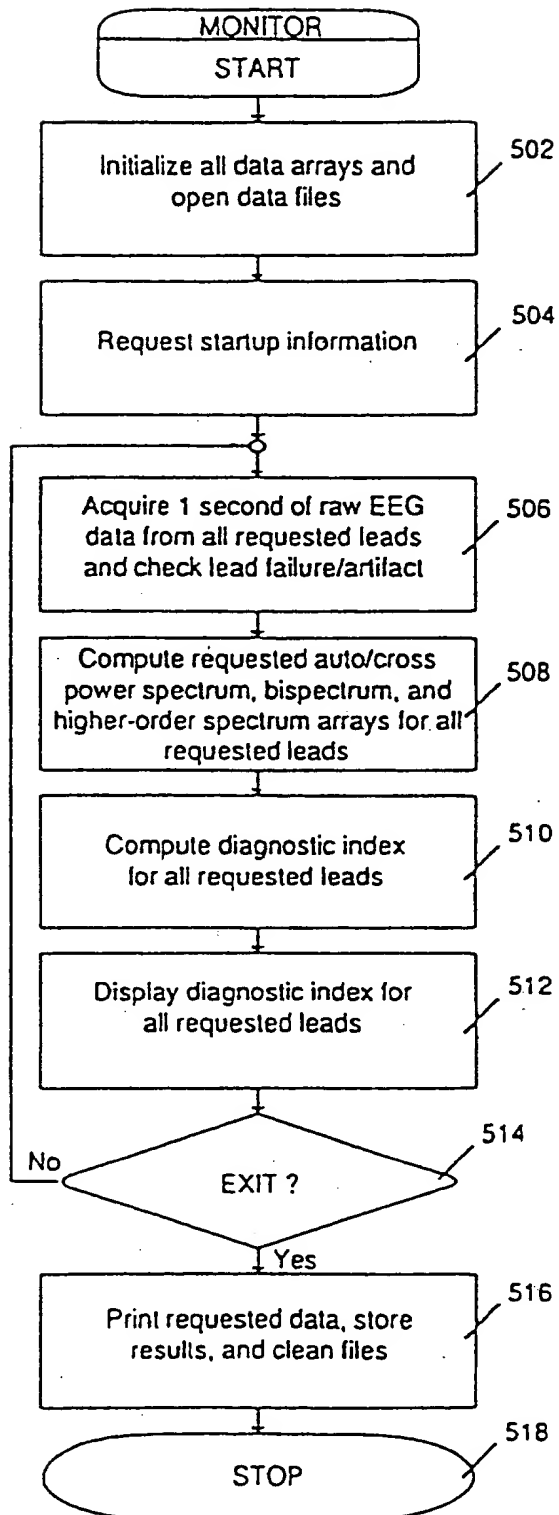 MONITOR
START
502
Initialize all data arrays and
open data files
504
Request startup information
Acquire 1 second of raw EEG
data from all requested leads
and check lead failure/artifact
506
Compute requested auto/cross
power spectrum, bispectrum, and
higher-order spectrum arrays for all
requested leads
508
Compute diagnostic index
for all requested leads
510
Display diagnostic index for
all requested leads
512
514
No
EXIT ?
Yes
Print requested data, store
results, and clean files
516
STOP
518